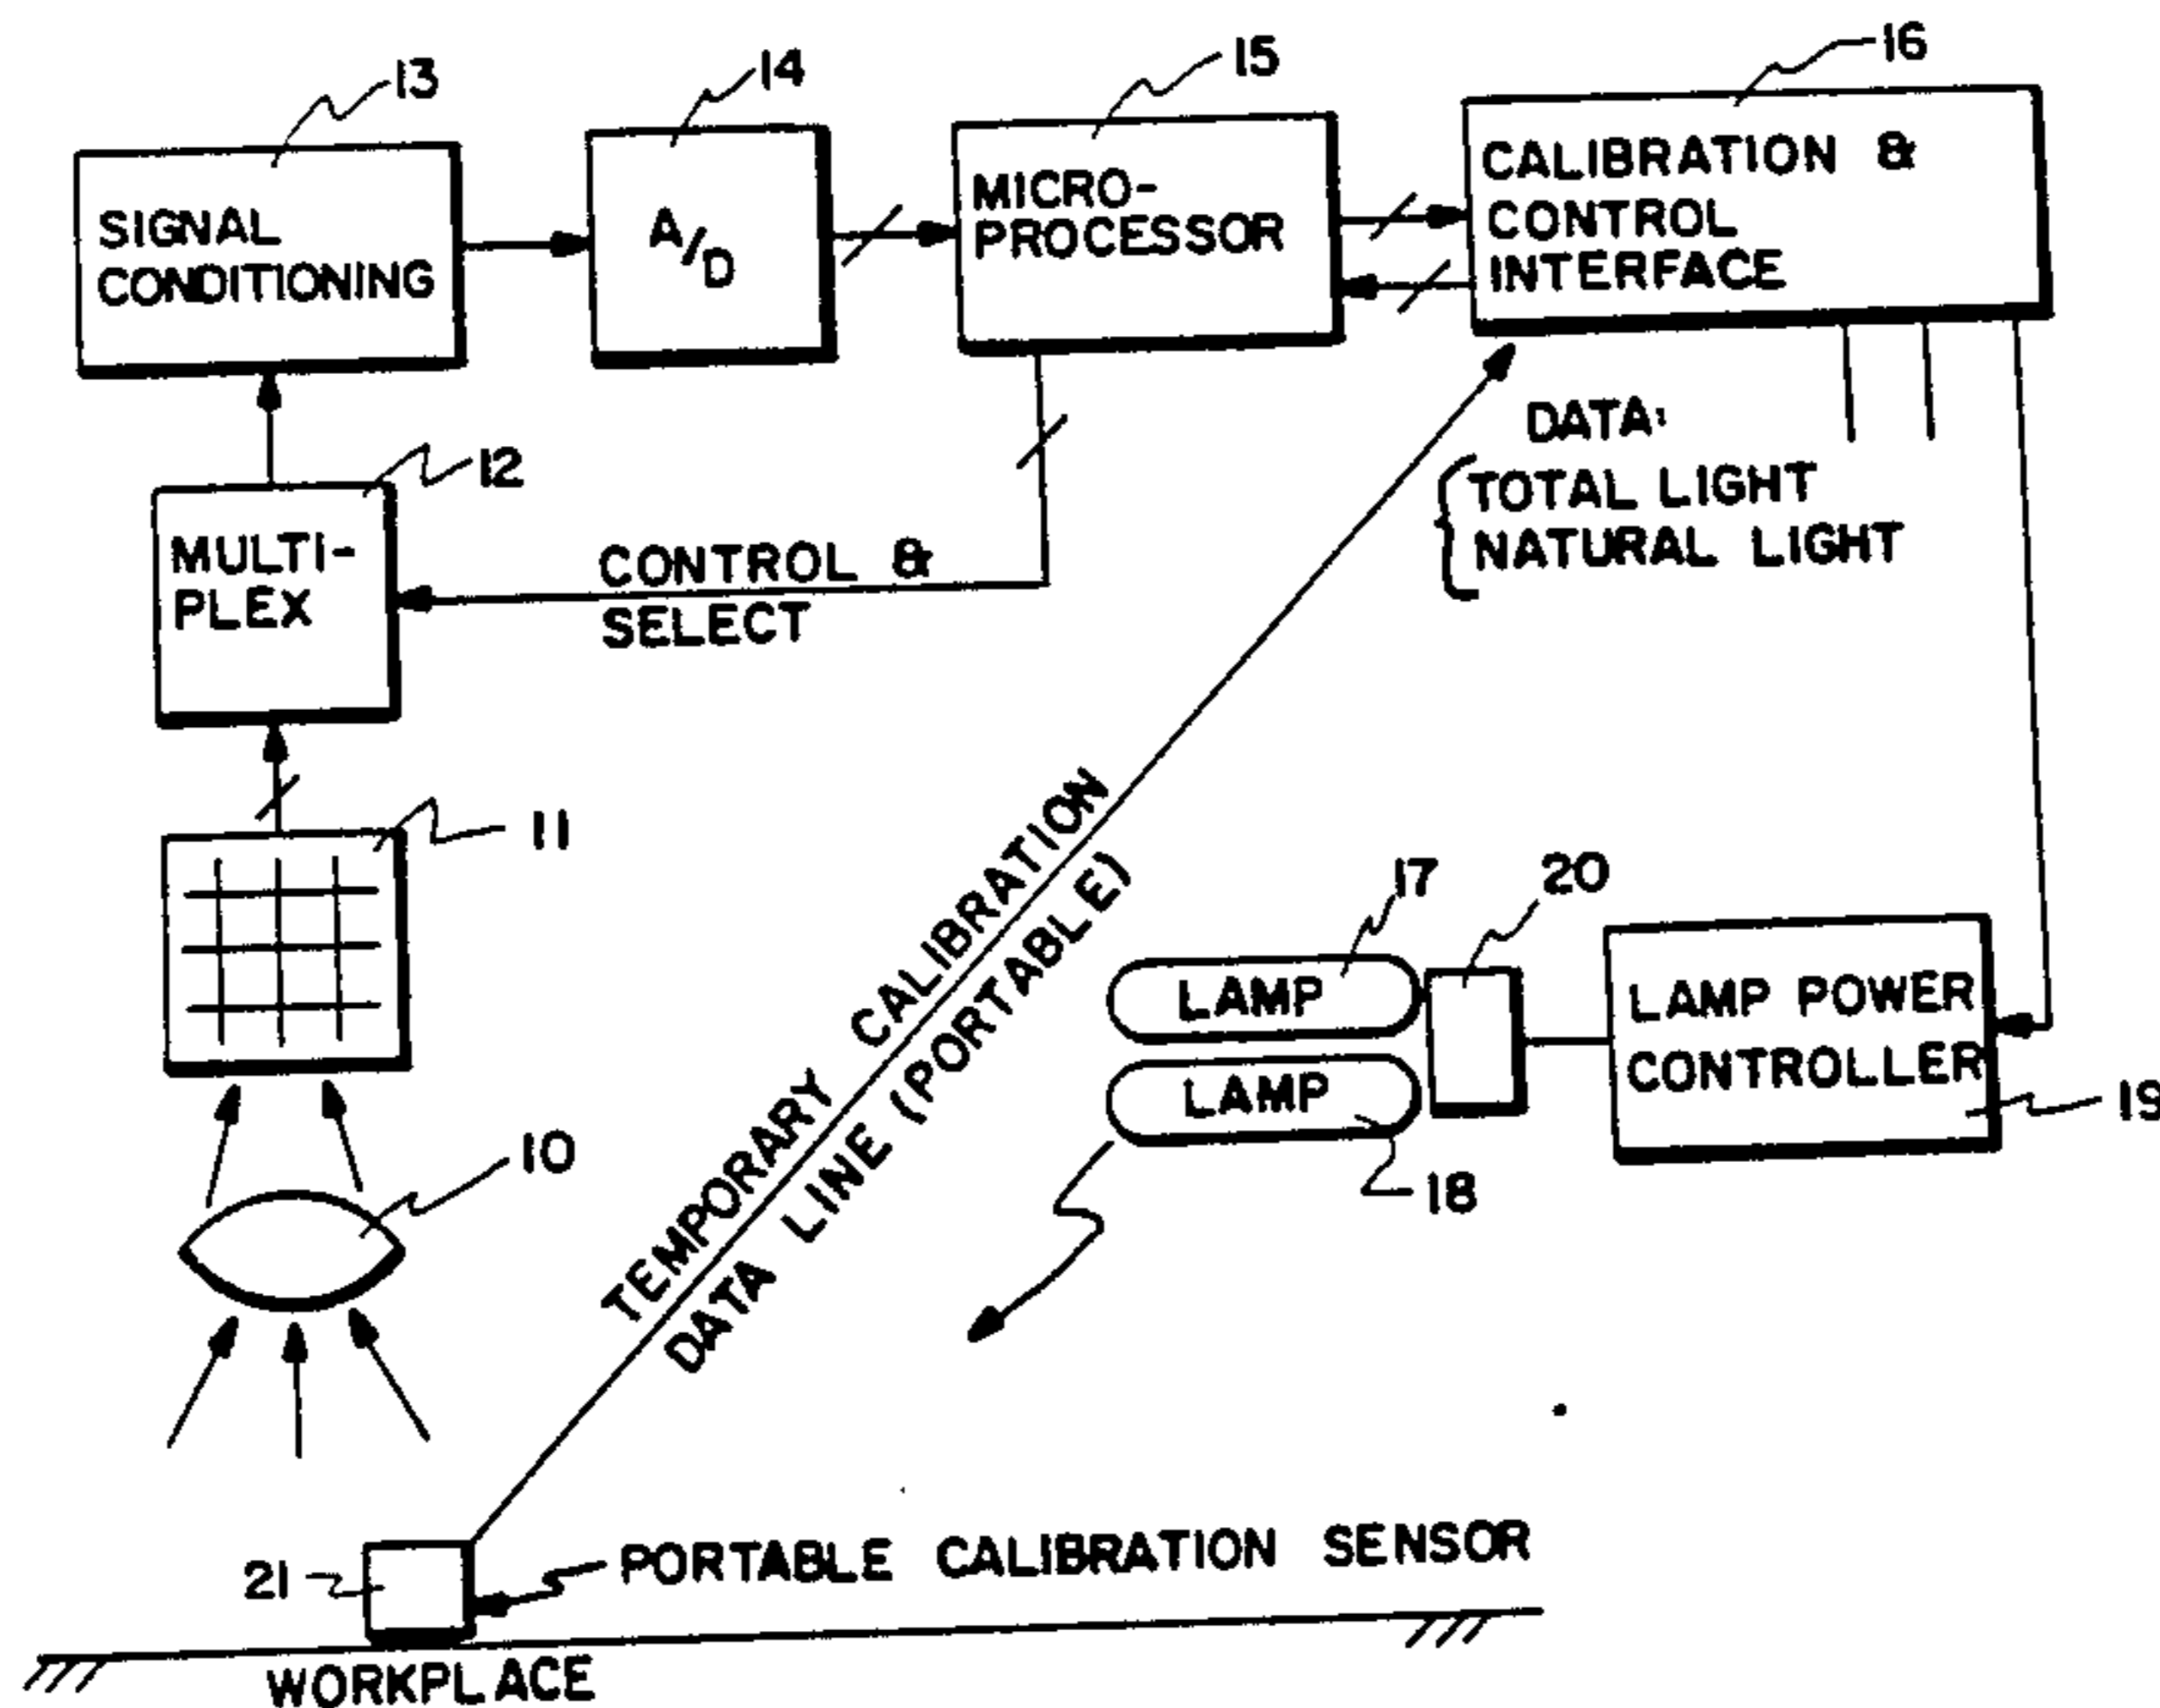 13
14
15
16
SIGNAL
CONDITIONING
A/D
MICRO-
PROCESSOR
CALIBRATION &
CONTROL
INTERFACE
DATA:
TOTAL LIGHT
NATURAL LIGHT
12
MULTI-
PLEX
CONTROL &
SELECT
11
17
20
LAMP
LAMP
18
LAMP POWER
CONTROLLER
19
10
TEMPORARY CALIBRATION
DATA LINE (PORTABLE)
21
PORTABLE CALIBRATION SENSOR
WORKPLACE